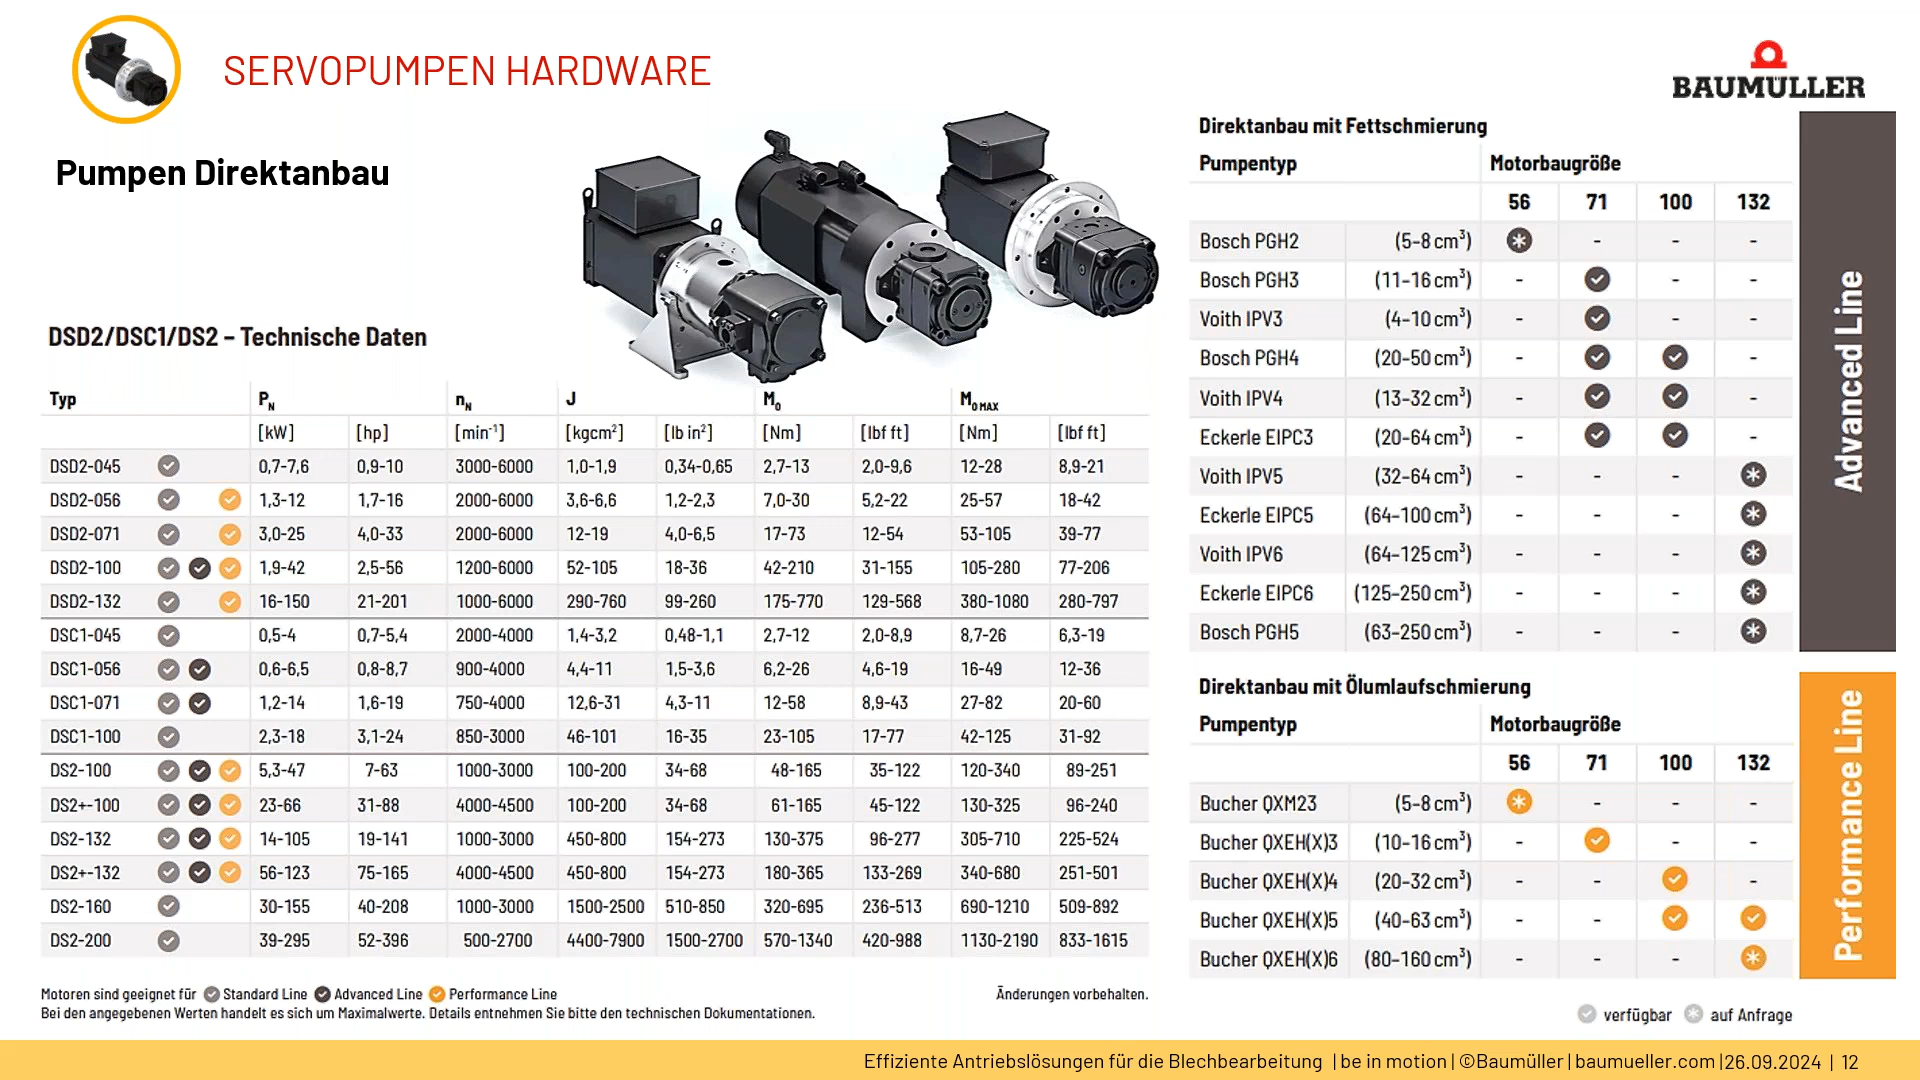 SERVOPUMPEN HARDWARE
BAUMÜLLER
Pumpen Direktanbau
DSD2/DSC1/DS2 – Technische Daten
Typ P_N n_N J M_0 M_0 MAX
[kW] [hp] [min⁻¹] [kgcm²] [lb in²] [Nm] [lbf ft] [Nm] [lbf ft]
DSD2-045 0,7-7,6 0,9-10 3000-6000 1,0-1,9 0,34-0,65 2,7-13 2,0-9,6 12-28 8,9-21
DSD2-056 1,3-12 1,7-16 2000-6000 3,6-6,6 1,2-2,3 7,0-30 5,2-22 25-57 18-42
DSD2-071 3,0-25 4,0-33 2000-6000 12-19 4,0-6,5 17-73 12-54 53-105 39-77
DSD2-100 1,9-42 2,5-56 1200-6000 52-105 18-36 42-210 31-155 105-280 77-206
DSD2-132 16-150 21-201 1000-6000 290-760 99-260 175-770 129-568 380-1080 280-797
DSC1-045 0,5-4 0,7-5,4 2000-4000 1,4-3,2 0,48-1,1 2,7-12 2,0-8,9 8,7-26 6,3-19
DSC1-056 0,6-6,5 0,8-8,7 900-4000 4,4-11 1,5-3,6 6,2-26 4,6-19 16-49 12-36
DSC1-071 1,2-14 1,6-19 750-4000 12,6-31 4,3-11 12-58 8,9-43 27-82 20-60
DSC1-100 2,3-18 3,1-24 850-3000 46-101 16-35 23-105 17-77 42-125 31-92
DS2-100 5,3-47 7-63 1000-3000 100-200 34-68 48-165 35-122 120-340 89-251
DS2+-100 23-66 31-88 4000-4500 100-200 34-68 61-165 45-122 130-325 96-240
DS2-132 14-105 19-141 1000-3000 450-800 154-273 130-375 96-277 305-710 225-524
DS2+-132 56-123 75-165 4000-4500 450-800 154-273 180-365 133-269 340-680 251-501
DS2-160 30-155 40-208 1000-3000 1500-2500 510-850 320-695 236-513 690-1210 509-892
DS2-200 39-295 52-396 500-2700 4400-7900 1500-2700 570-1340 420-988 1130-2190 833-1615
Motoren sind geeignet für Standard Line Advanced Line Performance Line
Änderungen vorbehalten.
Bei den angegebenen Werten handelt es sich um Maximalwerte. Details entnehmen Sie bitte den technischen Dokumentationen.
Direktanbau mit Fettschmierung
Pumpentyp Motorbaugröße
56 71 100 132
Bosch PGH2 (5–8 cm³) - - -
Bosch PGH3 (11–16 cm³) - - -
Voith IPV3 (4–10 cm³) - - -
Bosch PGH4 (20–50 cm³) - -
Voith IPV4 (13–32 cm³) - -
Eckerle EIPC3 (20–64 cm³) - -
Voith IPV5 (32–64 cm³) - - -
Eckerle EIPC5 (64–100 cm³) - - -
Voith IPV6 (64–125 cm³) - - -
Eckerle EIPC6 (125–250 cm³) - - -
Bosch PGH5 (63–250 cm³) - - -
Advanced Line
Direktanbau mit Ölumlaufschmierung
Pumpentyp Motorbaugröße
56 71 100 132
Bucher QXM23 (5–8 cm³) - - -
Bucher QXEH(X)3 (10–16 cm³) - - -
Bucher QXEH(X)4 (20–32 cm³) - - -
Bucher QXEH(X)5 (40–63 cm³) - -
Bucher QXEH(X)6 (80–160 cm³) - - -
Performance Line
verfügbar auf Anfrage
Effiziente Antriebslösungen für die Blechbearbeitung | be in motion | ©Baumüller | baumueller.com |26.09.2024 | 12